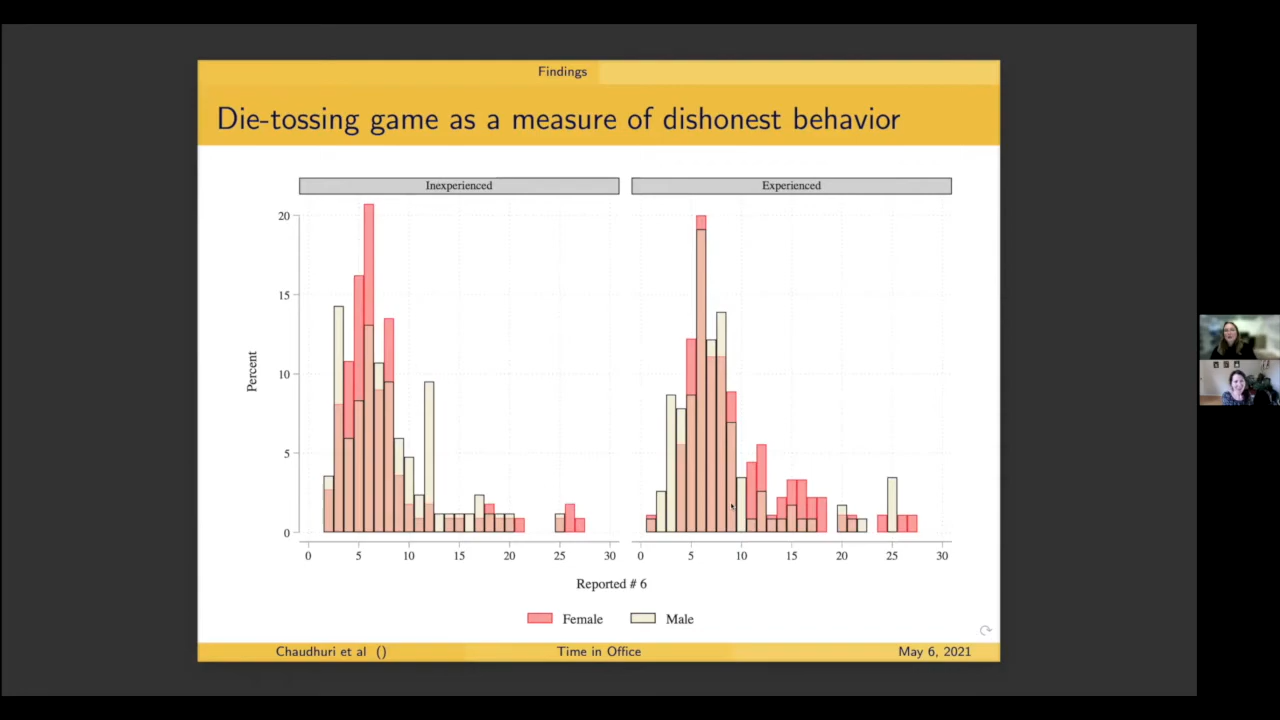 Findings
Die-tossing game as a measure of dishonest behavior
Inexperienced
Experienced
Percent
20
15
10
5
0
0 5 10 15 20 25 30
0 5 10 15 20 25 30
Reported # 6
Female
Male
Chaudhuri et al ()
Time in Office
May 6, 2021